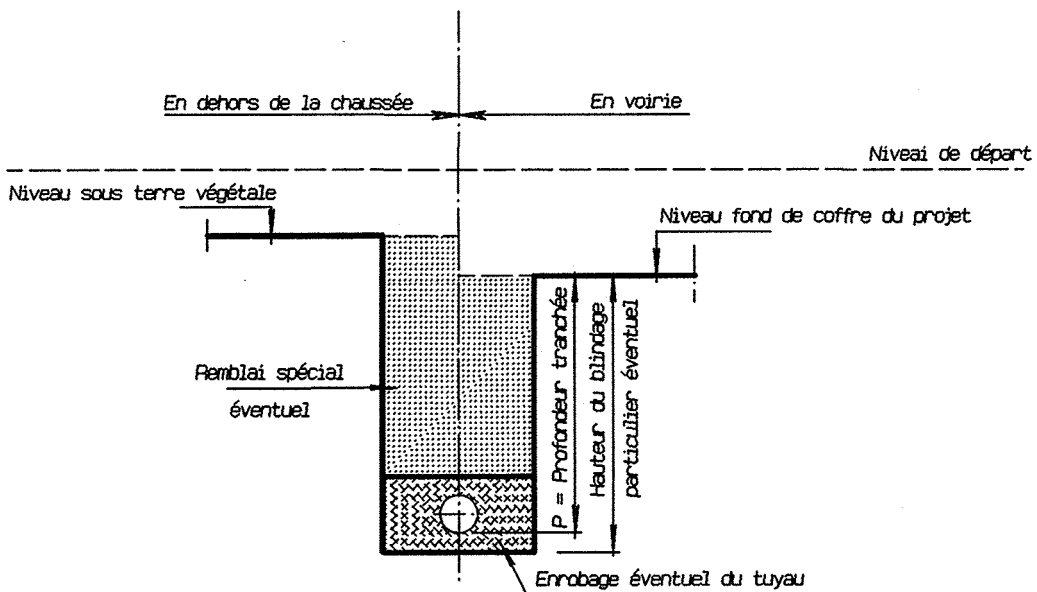 En dehors de la chaussée
En voirie
Niveai de départ
Niveau sous terre végétale
Niveau fond de coffre du projet
Remblai spécial
éventuel
P = Profondeur tranchée
Hauteur du blindage
particulier éventuel
Enrobage éventuel du tuyau